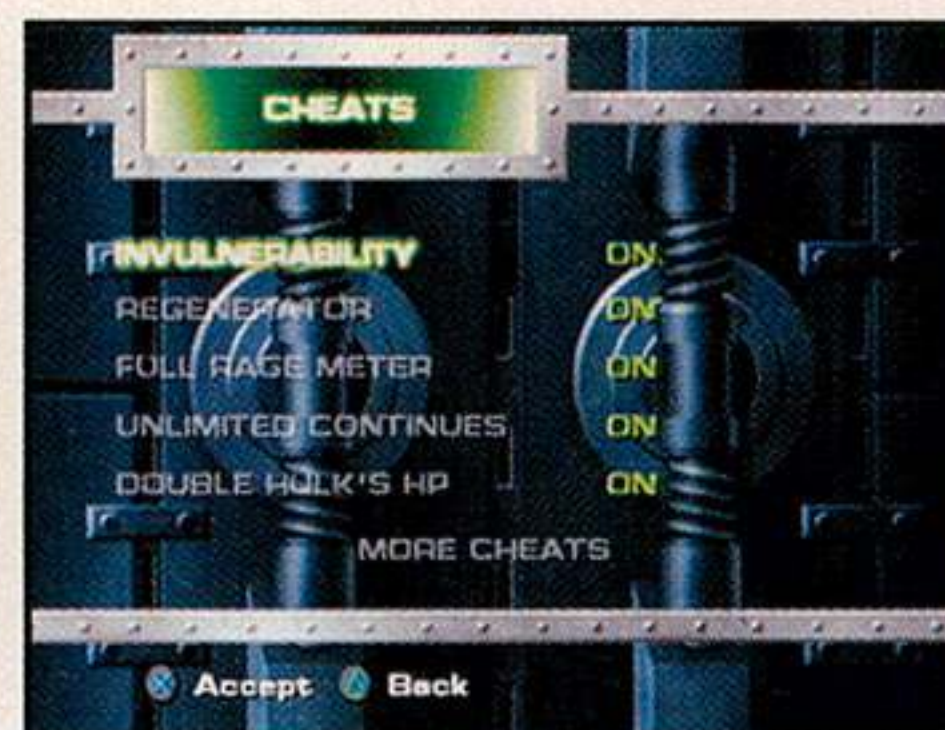 CHEATS
INVULNERABILITY ON
REGENERATOR ON
FULL RAGE METER ON
UNLIMITED CONTINUES ON
DOUBLE HULK'S HP ON
MORE CHEATS
Accept Back